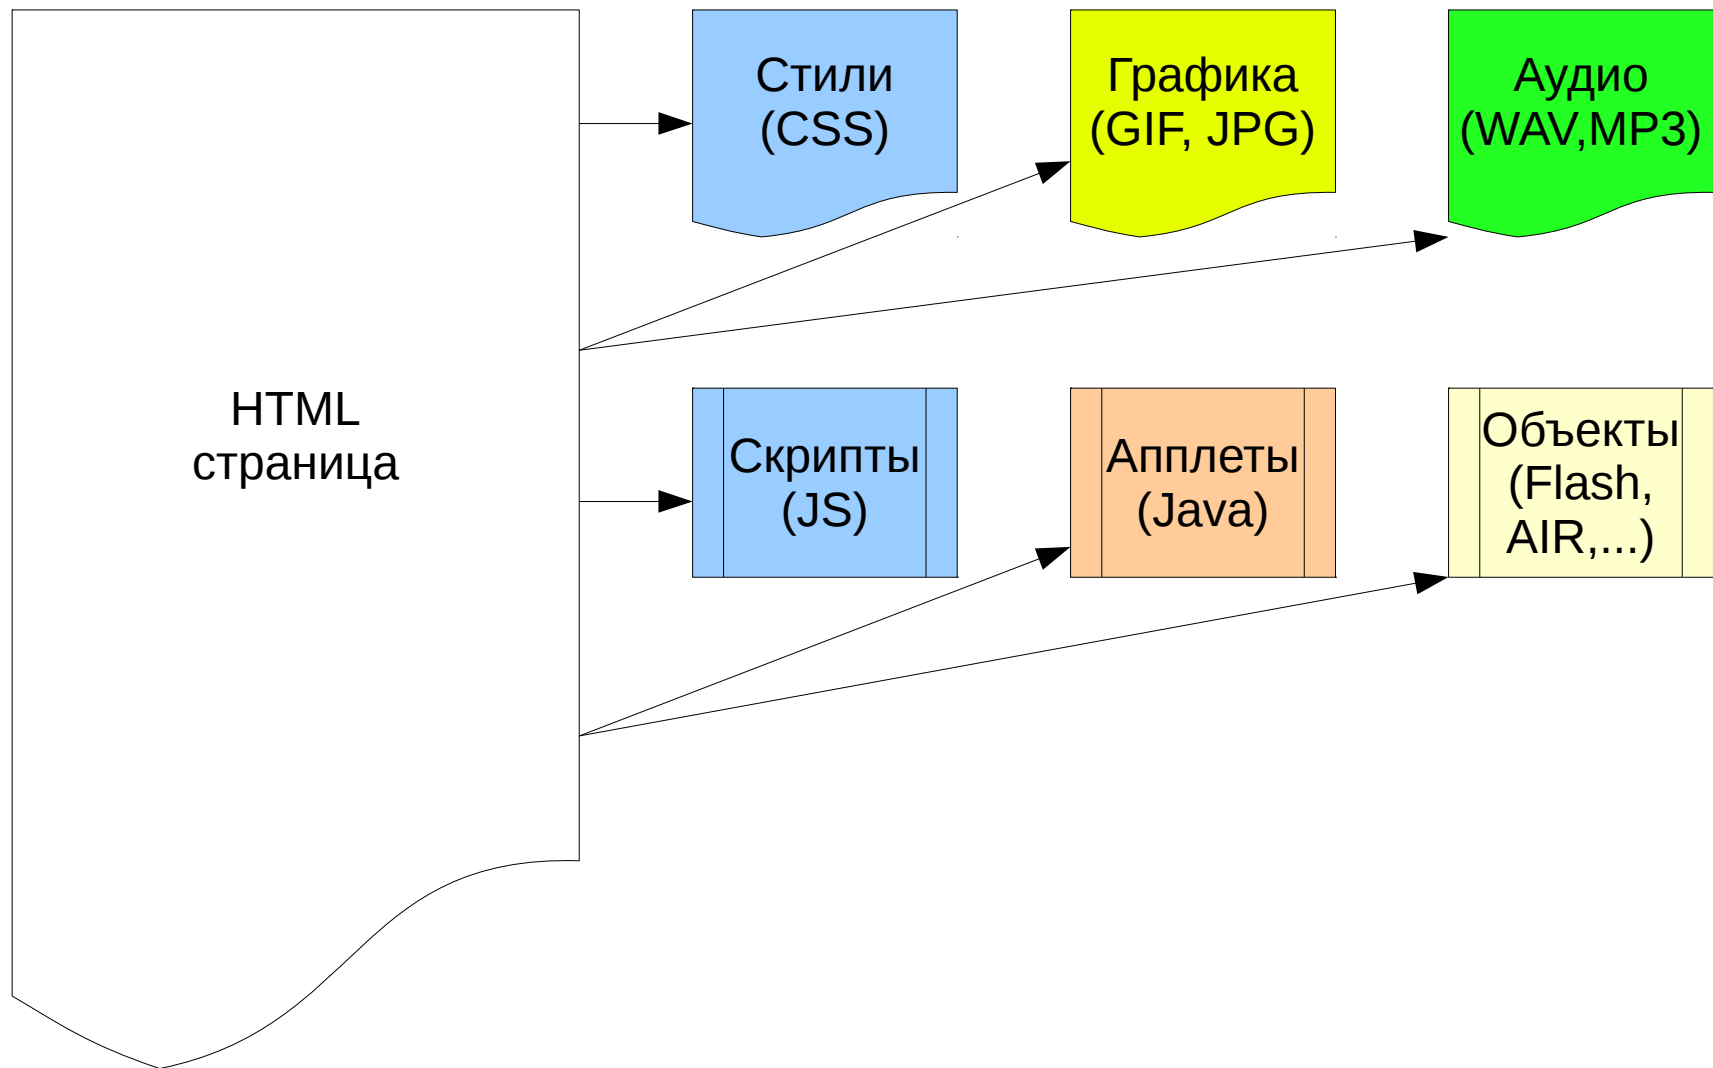 Стили
(CSS)
Графика
(GIF, JPG)
Аудио
(WAV,MP3)
HTML
страница
Скрипты
(JS)
Апплеты
(Java)
Объекты
(Flash,
AIR,...)